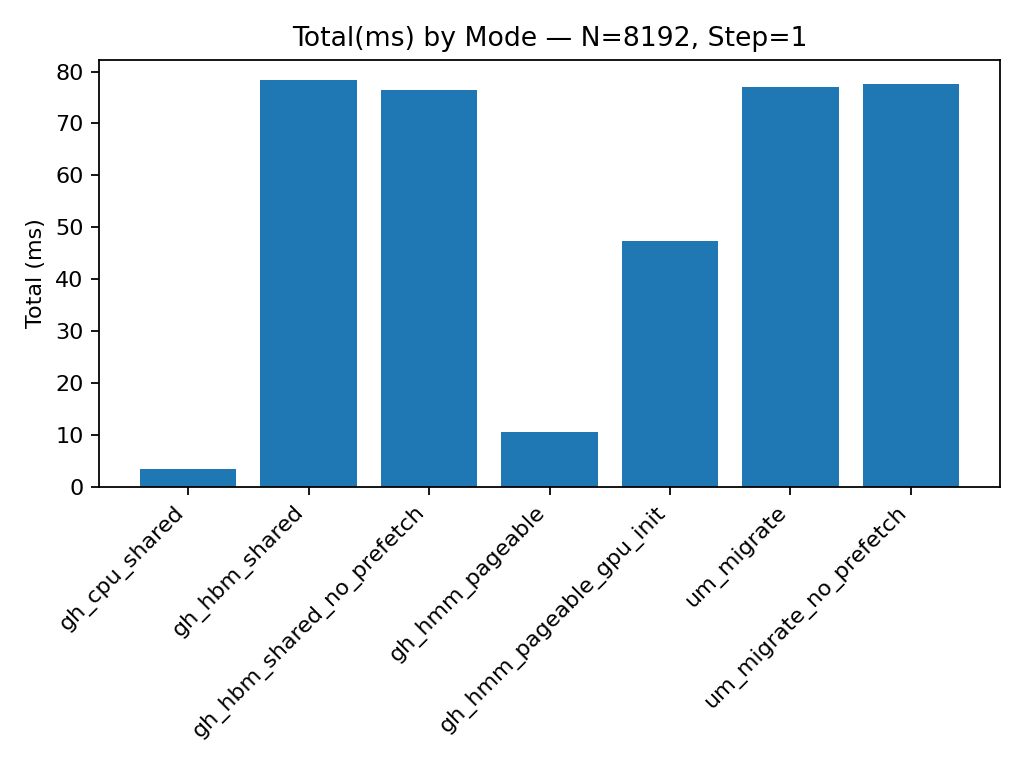 Total(ms) by Mode — N=8192, Step=1
Total (ms)
80
70
60
50
40
30
20
10
0
gh_cpu_shared
gh_hbm_shared
gh_hbm_shared_no_prefetch
gh_hmm_pageable
gh_hmm_pageable_gpu_init
um_migrate
um_migrate_no_prefetch